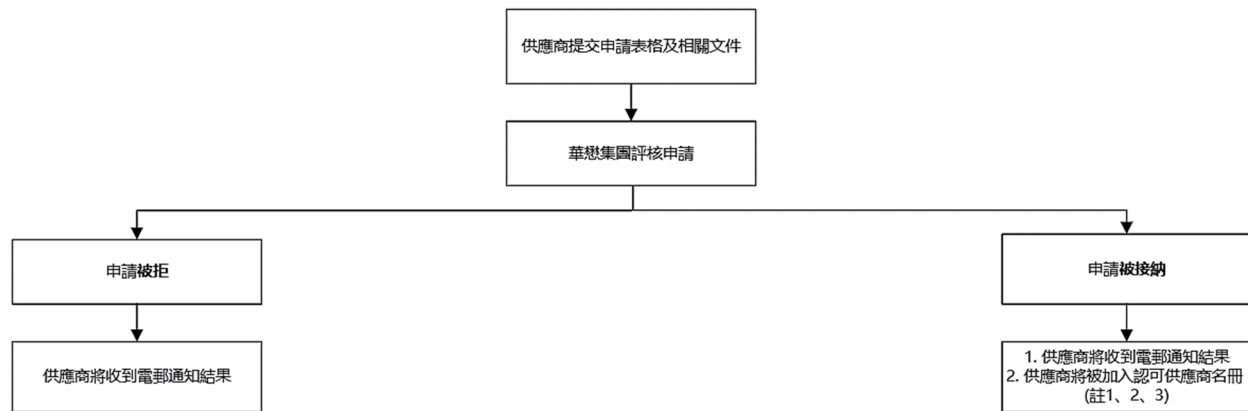 供應商提交申請表格及相關文件
華懋集團評核申請
申請被拒
申請被接納
供應商將收到電郵通知結果
1. 供應商將收到電郵通知結果
2. 供應商將被加入認可供應商名冊
(註1、2、3)